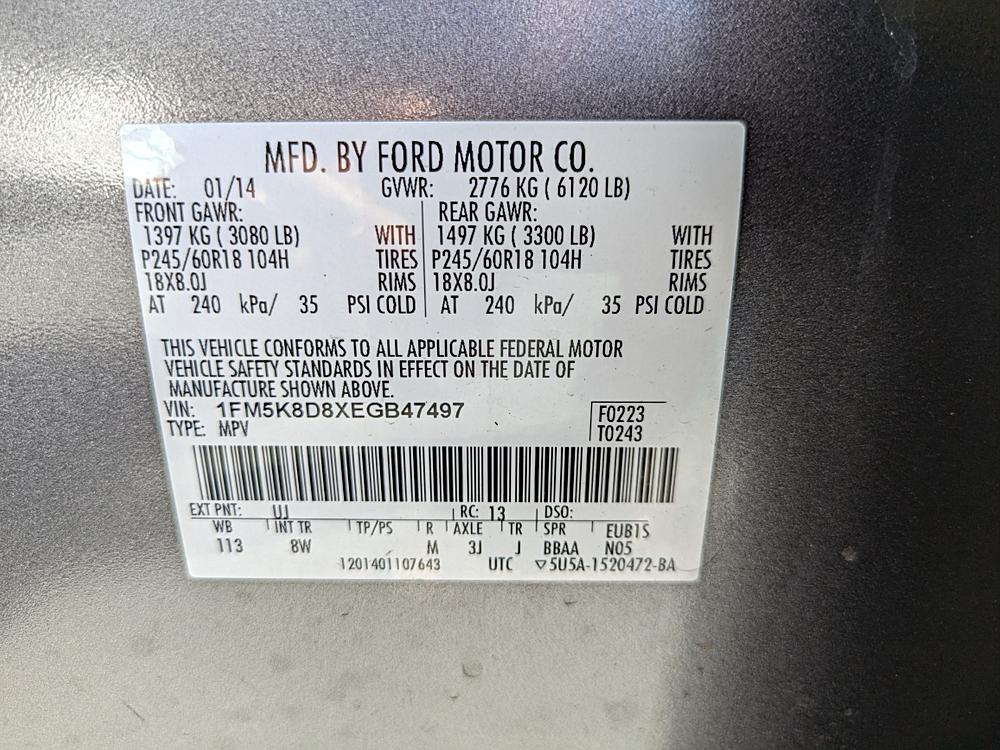 MFD. BY FORD MOTOR CO.
DATE: 01/14 GVWR: 2776 KG ( 6120 LB)
FRONT GAWR: REAR GAWR:
1397 KG ( 3080 LB) WITH 1497 KG ( 3300 LB) WITH
P245/60R18 104H TIRES P245/60R18 104H TIRES
18X8.0J RIMS 18X8.0J RIMS
AT 240 kPa/ 35 PSI COLD AT 240 kPa/ 35 PSI COLD
THIS VEHICLE CONFORMS TO ALL APPLICABLE FEDERAL MOTOR
VEHICLE SAFETY STANDARDS IN EFFECT ON THE DATE OF
MANUFACTURE SHOWN ABOVE.
VIN: 1FM5K8D8XEGB47497 F0223
TYPE: MPV T0243
EXT PNT: UJ RC: 13 DSO:
WB INT TR TP/PS R AXLE TR SPR EUB1S
113 8W M 3J J BBAA N05
1201401107643 UTC ▽5U5A-1520472-BA